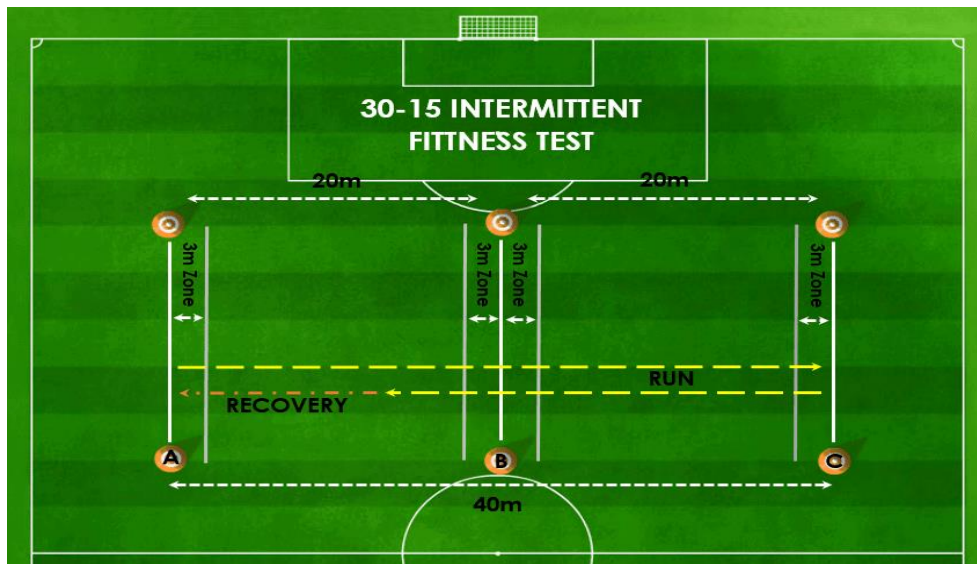 30-15 INTERMITTENT
FITTNESS TEST
20m
20m
3m Zone
3m Zone
3m Zone
3m Zone
RUN
RECOVERY
A
B
C
40m